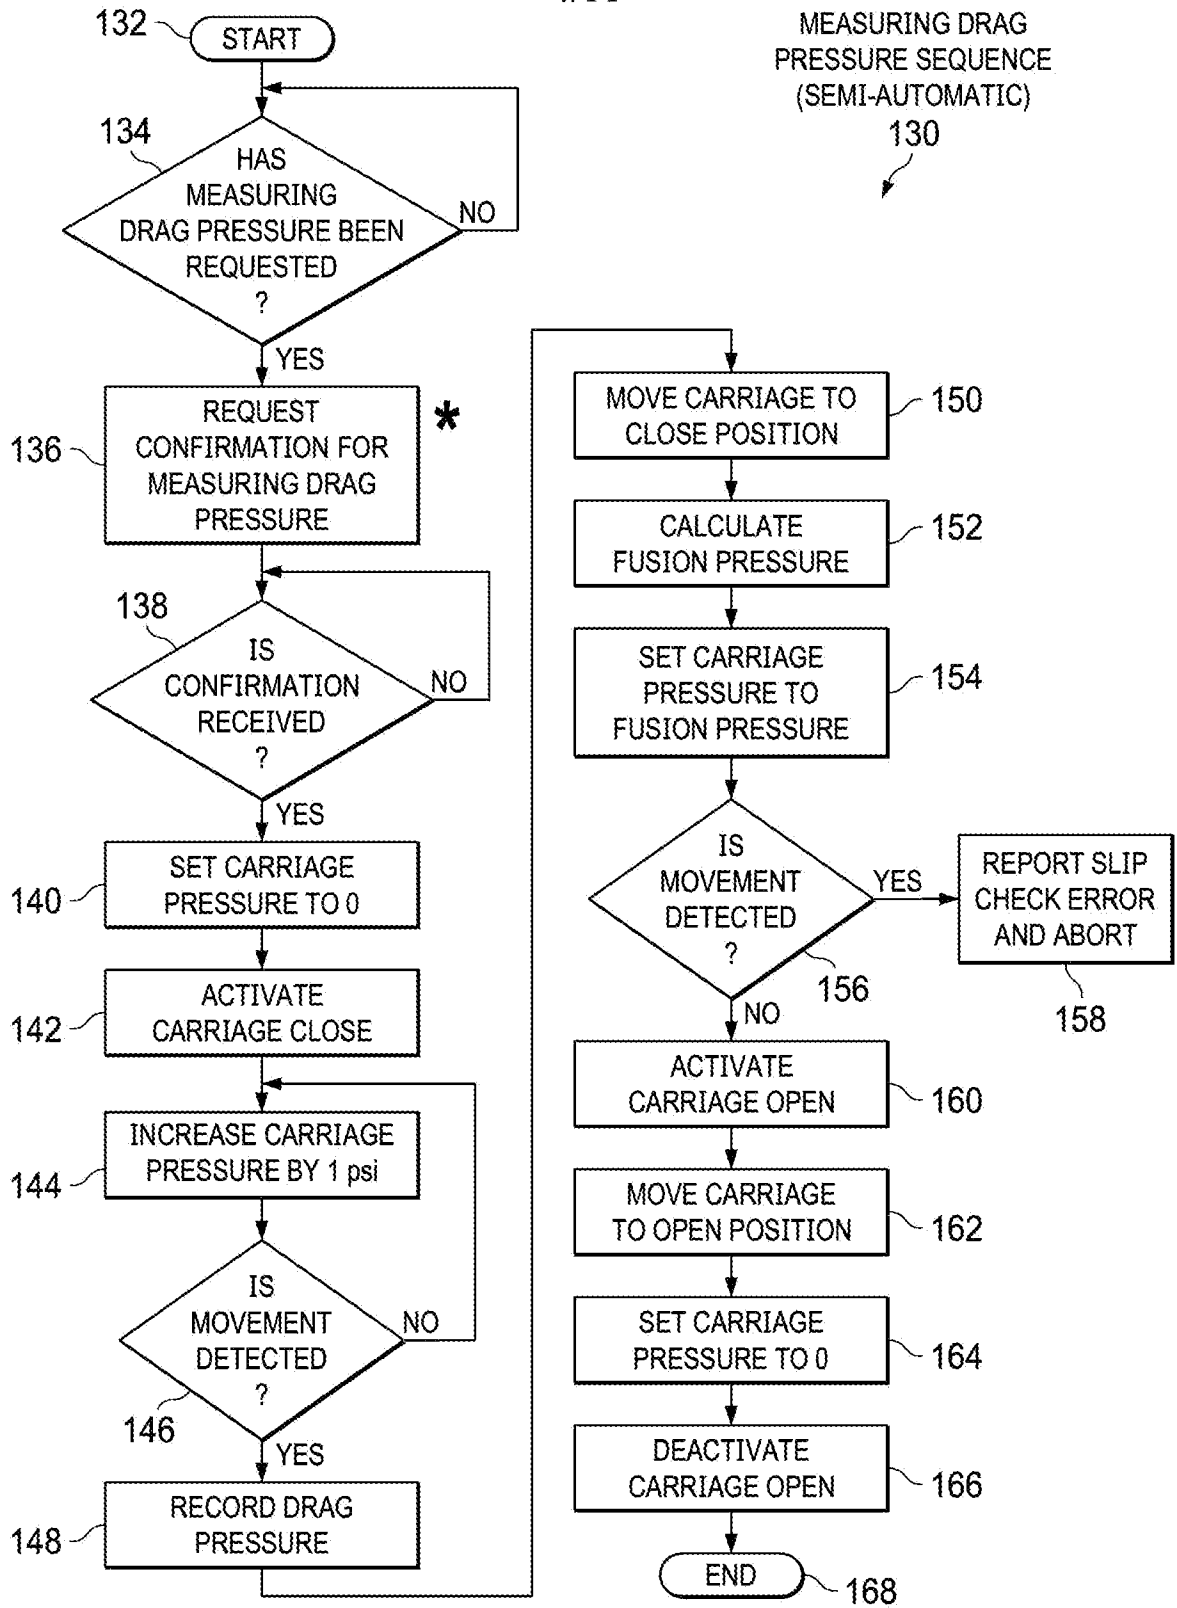 MEASURING DRAG
PRESSURE SEQUENCE
(SEMI-AUTOMATIC)
130
132
START
134
HAS
MEASURING
DRAG PRESSURE BEEN
REQUESTED
?
NO
YES
136
REQUEST
CONFIRMATION FOR
MEASURING DRAG
PRESSURE
*
138
IS
CONFIRMATION
RECEIVED
?
NO
YES
140
SET CARRIAGE
PRESSURE TO 0
142
ACTIVATE
CARRIAGE CLOSE
144
INCREASE CARRIAGE
PRESSURE BY 1 psi
146
IS
MOVEMENT
DETECTED
?
NO
YES
148
RECORD DRAG
PRESSURE
MOVE CARRIAGE TO
CLOSE POSITION
150
CALCULATE
FUSION PRESSURE
152
SET CARRIAGE
PRESSURE TO
FUSION PRESSURE
154
IS
MOVEMENT
DETECTED
?
156
YES
REPORT SLIP
CHECK ERROR
AND ABORT
158
NO
ACTIVATE
CARRIAGE OPEN
160
MOVE CARRIAGE
TO OPEN POSITION
162
SET CARRIAGE
PRESSURE TO 0
164
DEACTIVATE
CARRIAGE OPEN
166
END
168